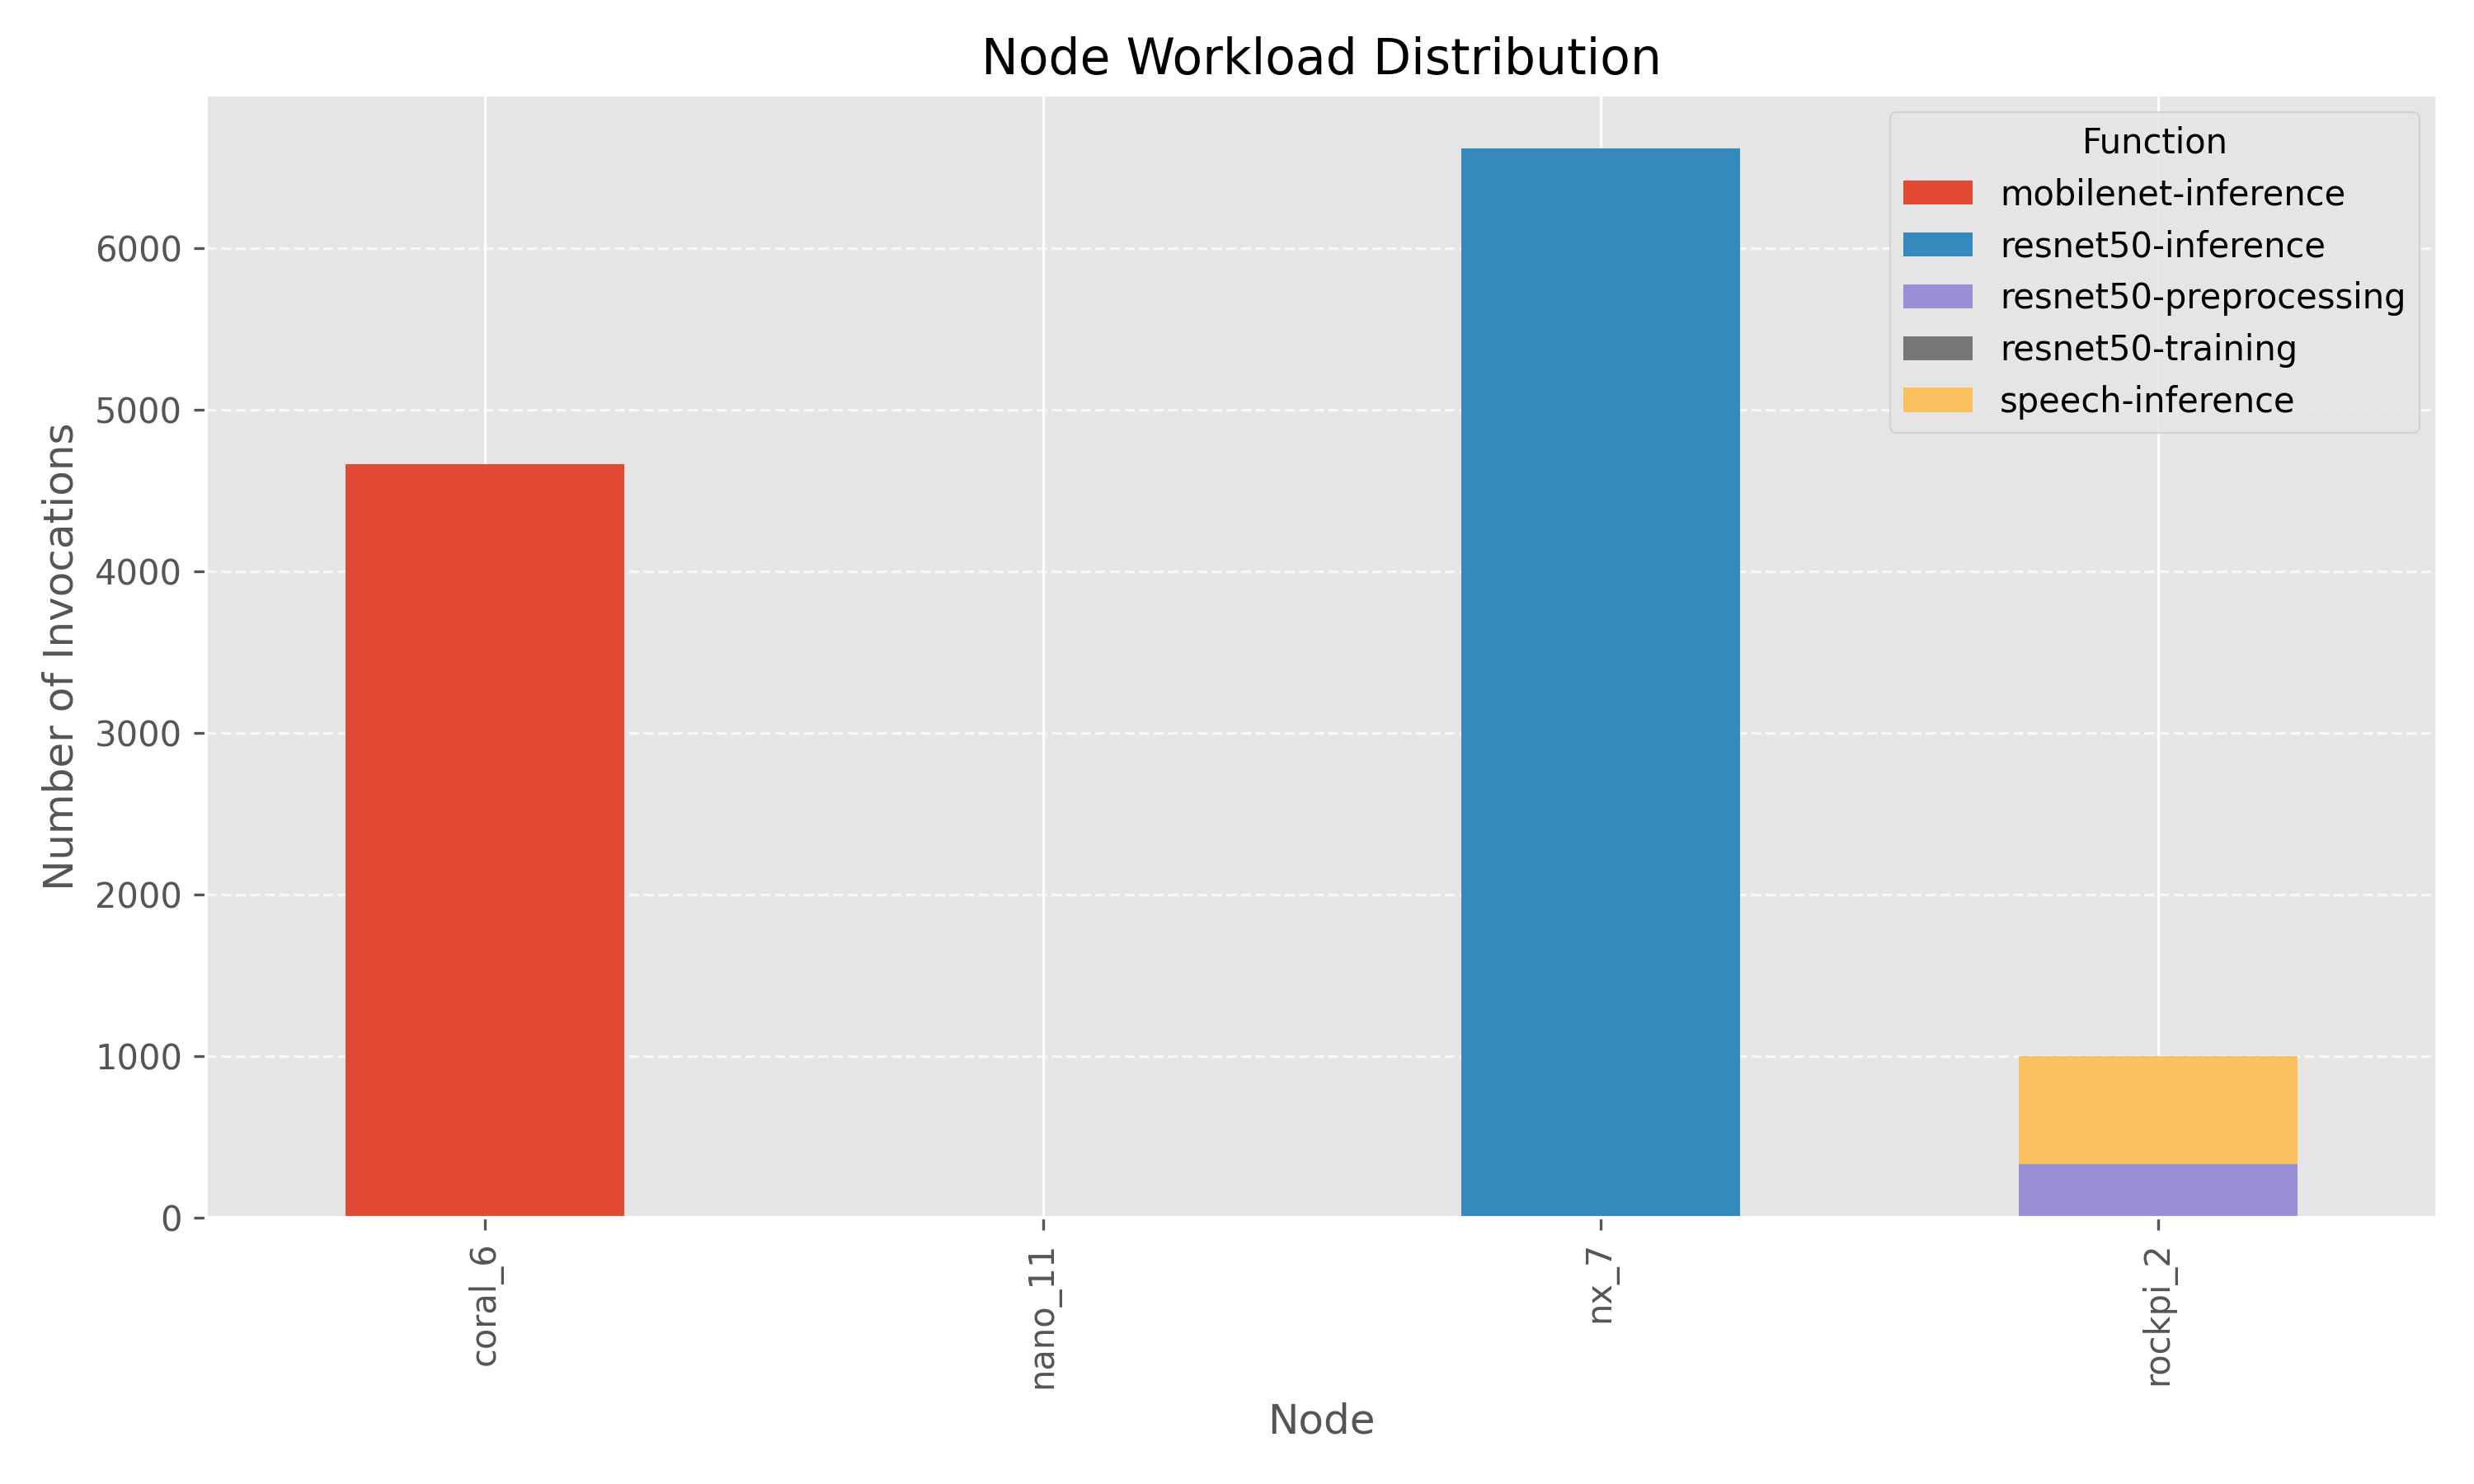 Node Workload Distribution
Function
mobilenet-inference
resnet50-inference
resnet50-preprocessing
resnet50-training
speech-inference
Number of Invocations
6000
5000
4000
3000
2000
1000
0
coral_6
nano_11
nx_7
rockpi_2
Node